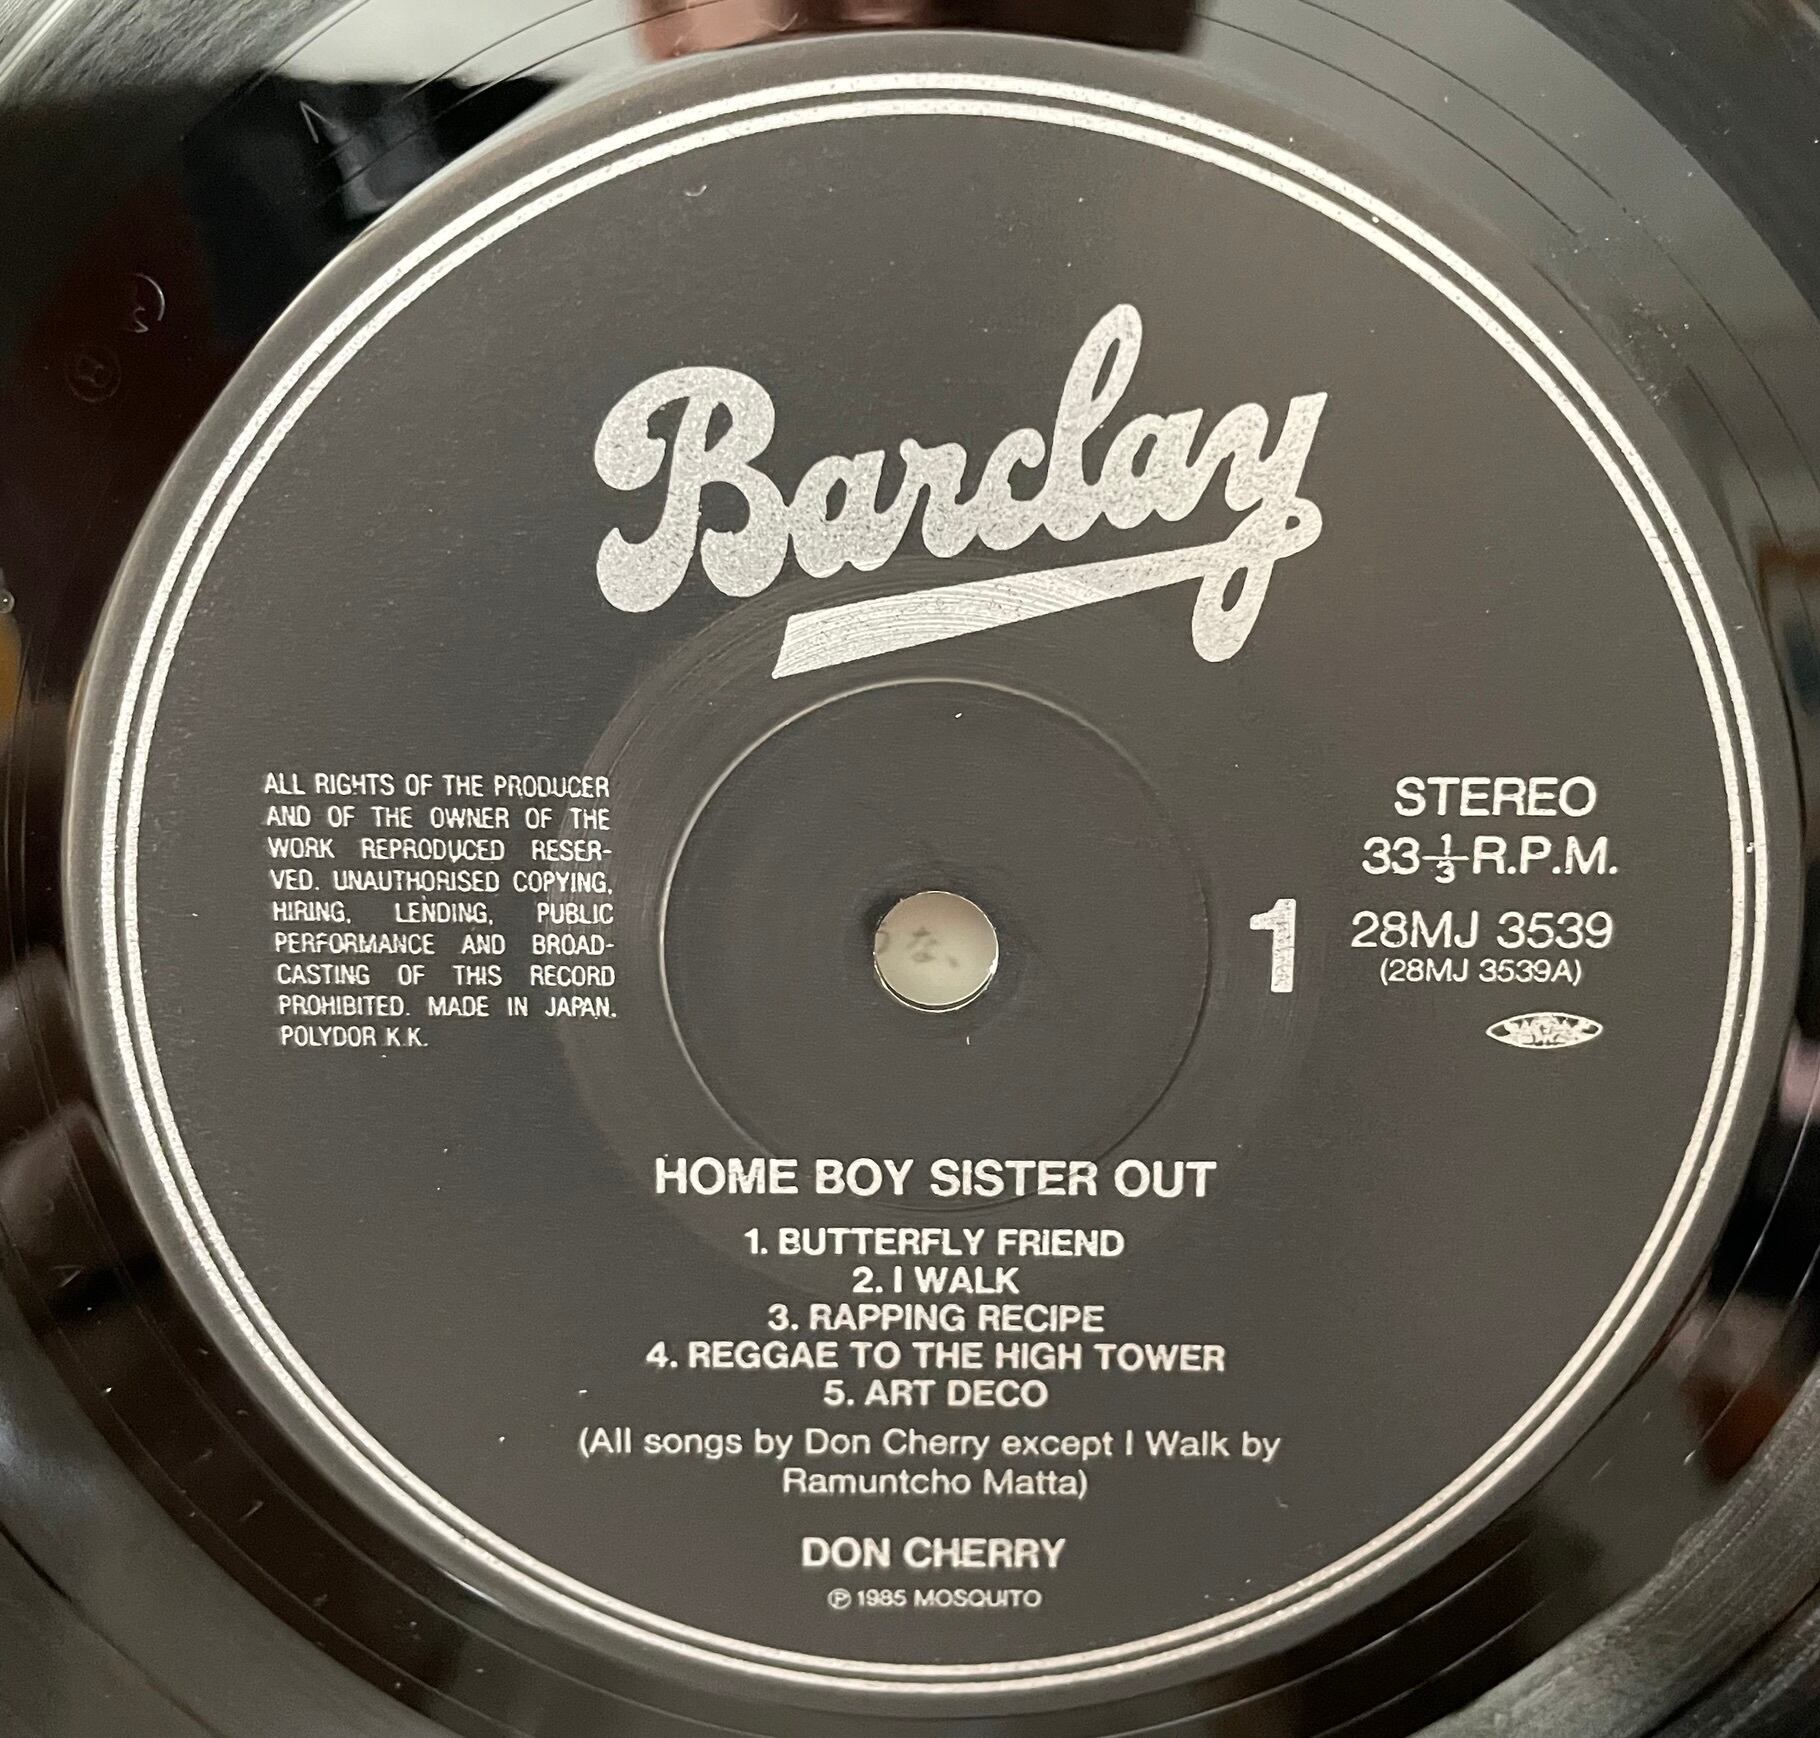 Barclay
ALL RIGHTS OF THE PRODUCER
AND OF THE OWNER OF THE
WORK REPRODUCED RESER-
VED. UNAUTHORISED COPYING,
HIRING, LENDING, PUBLIC
PERFORMANCE AND BROAD-
CASTING OF THIS RECORD
PROHIBITED. MADE IN JAPAN.
POLYDOR K.K.
STEREO
33 1/3 R.P.M.
1 28MJ 3539
(28MJ 3539A)
HOME BOY SISTER OUT
1. BUTTERFLY FRIEND
2. I WALK
3. RAPPING RECIPE
4. REGGAE TO THE HIGH TOWER
5. ART DECO
(All songs by Don Cherry except I Walk by
Ramuntcho Matta)
DON CHERRY
℗ 1985 MOSQUITO